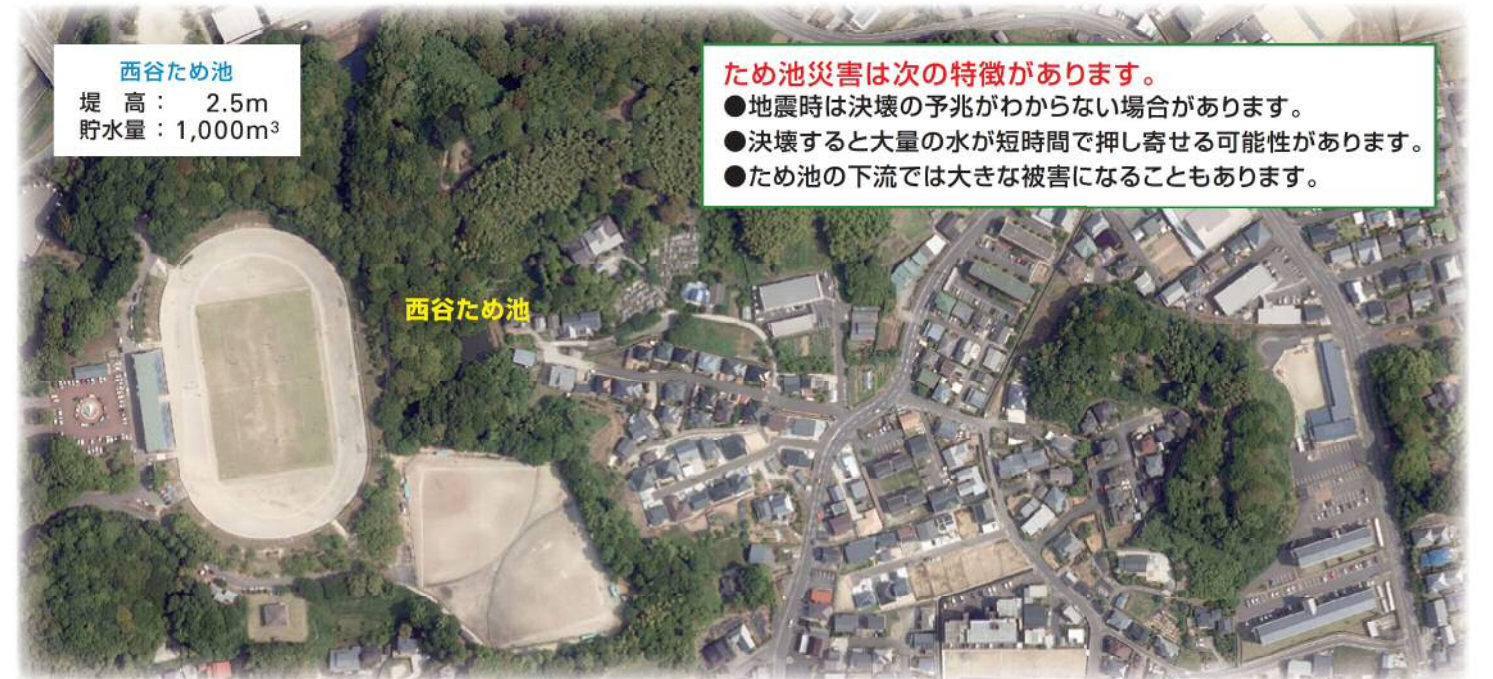 西谷ため池
堤　高：　2.5m
貯水量：1,000m³
ため池災害は次の特徴があります。
●地震時は決壊の予兆がわからない場合があります。
●決壊すると大量の水が短時間で押し寄せる可能性があります。
●ため池の下流では大きな被害になることもあります。
西谷ため池